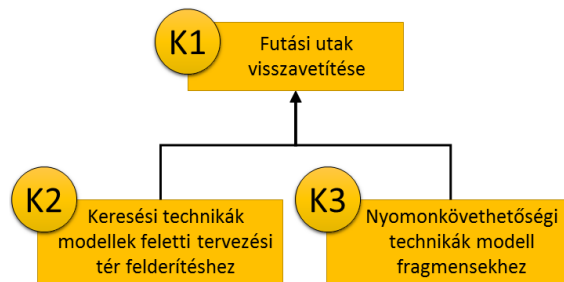 K1
Futási utak
visszavetítése
K2
Keresési technikák
modellek feletti tervezési
tér felderítéshez
K3
Nyomonkövethetőségi
technikák modell
fragmensekhez